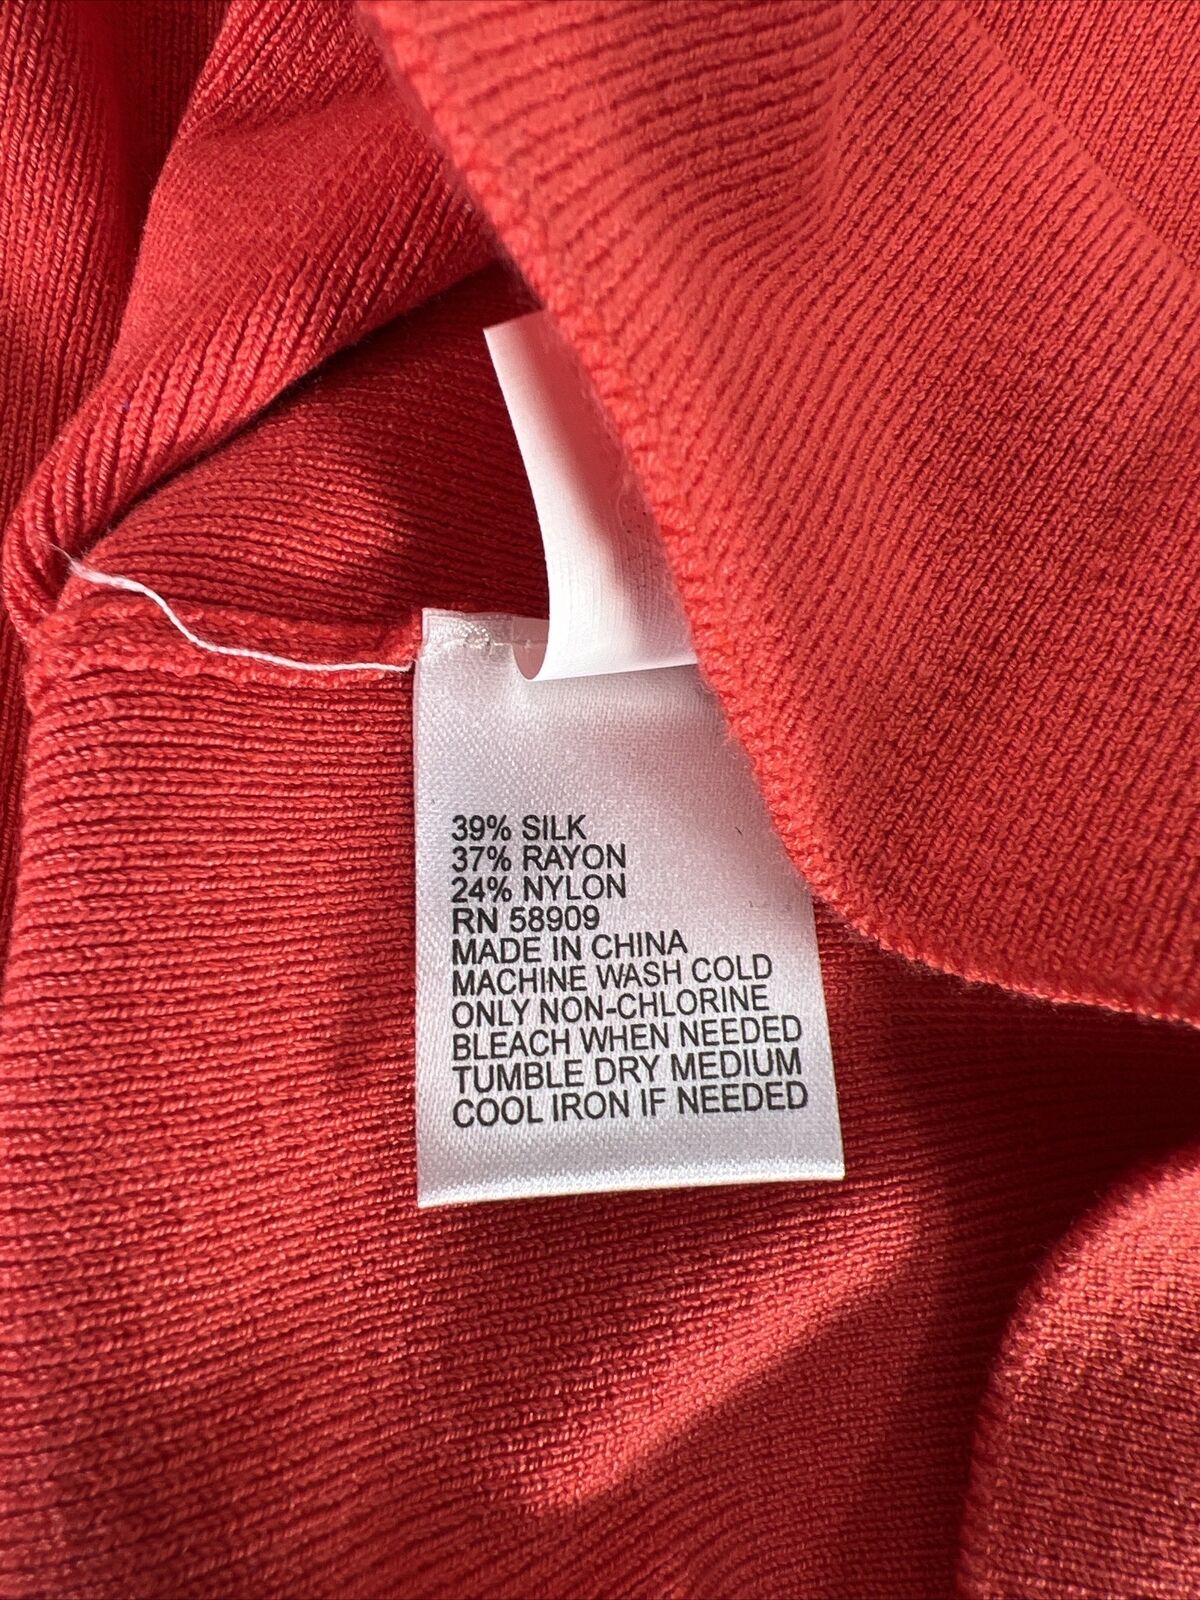 39% SILK
37% RAYON
24% NYLON
RN 58909
MADE IN CHINA
MACHINE WASH COLD
ONLY NON-CHLORINE
BLEACH WHEN NEEDED
TUMBLE DRY MEDIUM
COOL IRON IF NEEDED